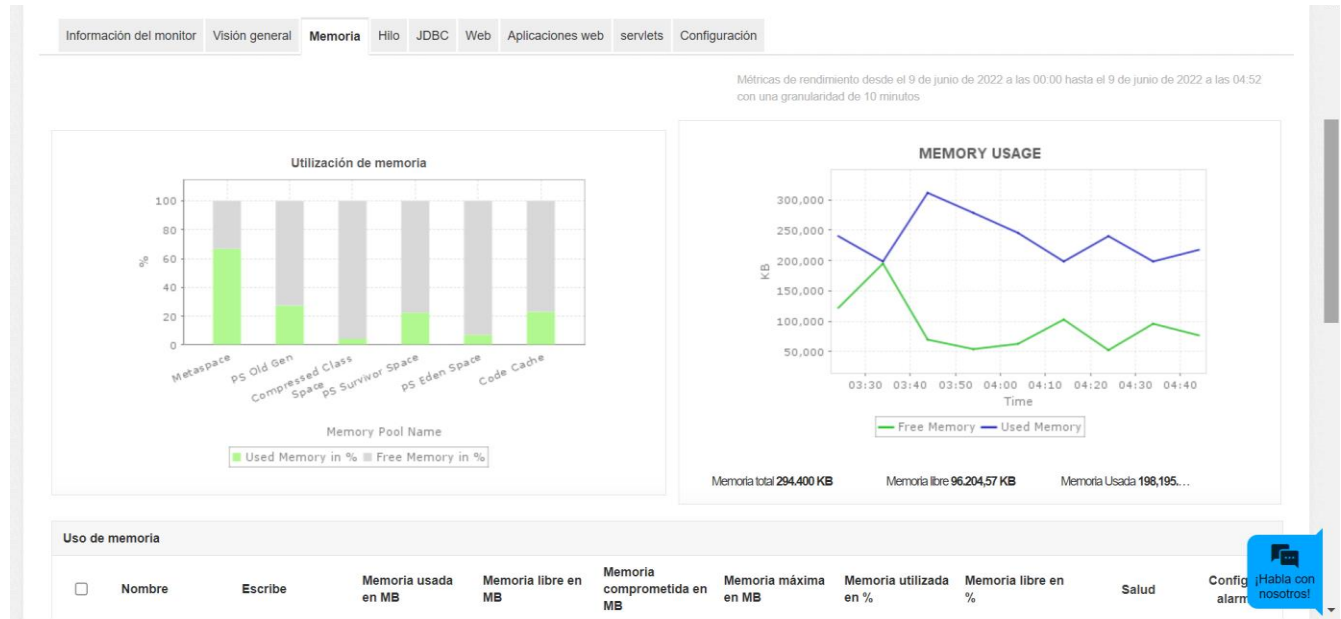 Información del monitor Visión general Memoria Hilo JDBC Web Aplicaciones web servlets Configuración
Métricas de rendimiento desde el 9 de junio de 2022 a las 00:00 hasta el 9 de junio de 2022 a las 04:52
con una granularidad de 10 minutos
Utilización de memoria
100
80
60
40
20
0
%
Metaspace PS Old Gen Compressed Class Space PS Survivor Space PS Eden Space Code Cache
Memory Pool Name
Used Memory in % Free Memory in %
MEMORY USAGE
300,000
250,000
200,000
150,000
100,000
50,000
KB
03:30 03:40 03:50 04:00 04:10 04:20 04:30 04:40
Time
Free Memory Used Memory
Memoria total 294.400 KB Memoria libre 96.204,57 KB Memoria Usada 198,195....
Uso de memoria
Nombre Escribe Memoria usada en MB Memoria libre en MB Memoria comprometida en MB Memoria máxima en MB Memoria utilizada en % Memoria libre en % Salud Config alarm
¡Habla con
nosotros!